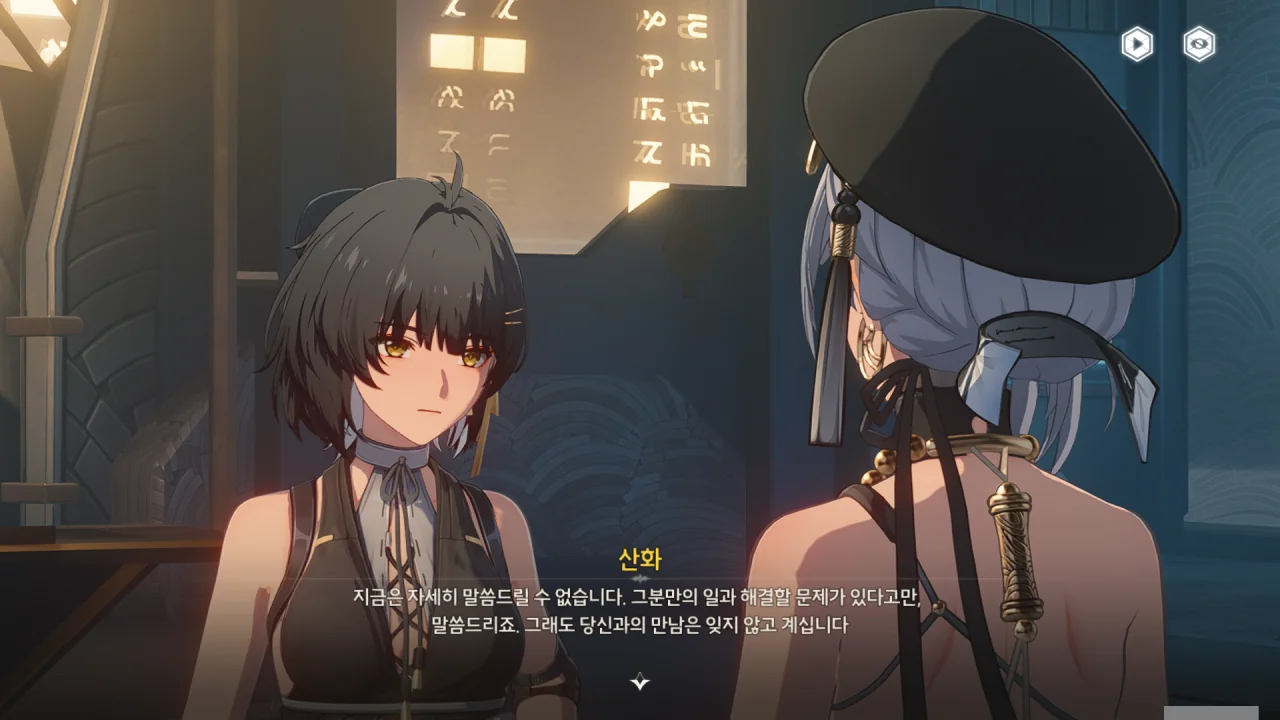 산화
지금은 자세히 말씀드릴 수 없습니다. 그분만의 일과 해결할 문제가 있다고만,
말씀드리죠. 그래도 당신과의 만남은 잊지 않고 계십니다